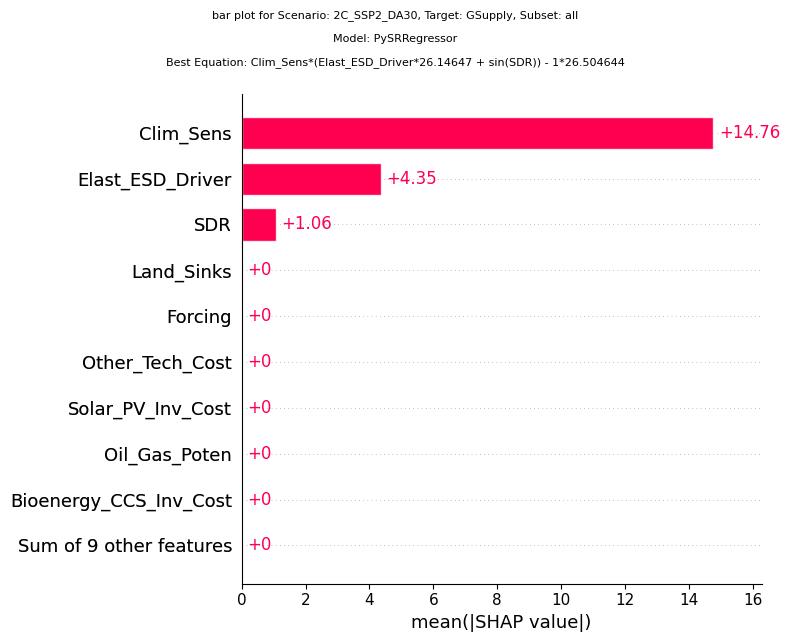 bar plot for Scenario: 2C_SSP2_DA30, Target: GSupply, Subset: all
Model: PySRRegressor
Best Equation: Clim_Sens*(Elast_ESD_Driver*26.14647 + sin(SDR)) - 1*26.504644
Clim_Sens +14.76
Elast_ESD_Driver +4.35
SDR +1.06
Land_Sinks +0
Forcing +0
Other_Tech_Cost +0
Solar_PV_Inv_Cost +0
Oil_Gas_Poten +0
Bioenergy_CCS_Inv_Cost +0
Sum of 9 other features +0
0 2 4 6 8 10 12 14 16
mean(|SHAP value|)